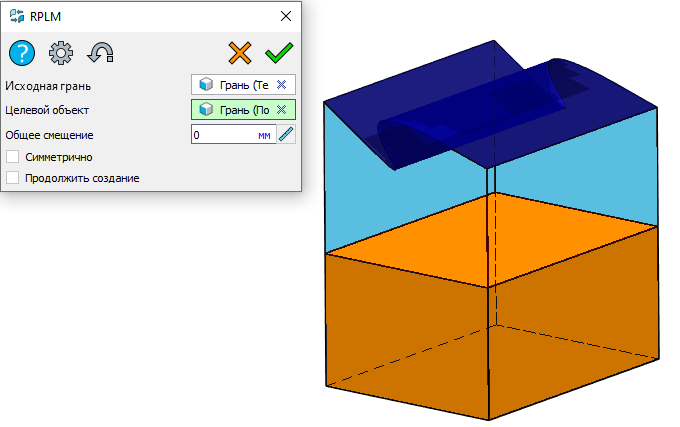 RPLM
?
Исходная грань Грань (Те
Целевой объект Грань (По
Общее смещение 0 мм
Симметрично
Продолжить создание